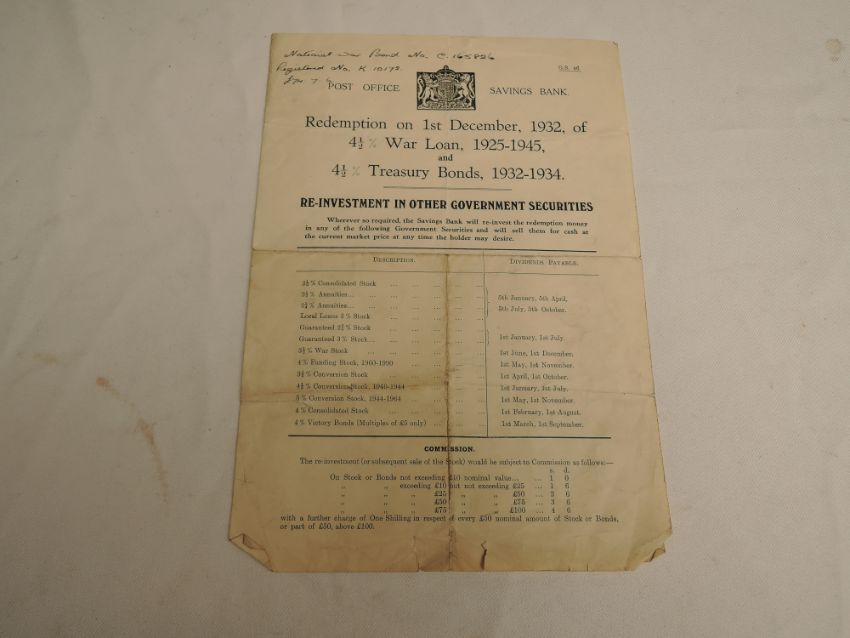 National War Bond No. C. 165826
Registered No. K 10172
POST OFFICE SAVINGS BANK.
Redemption on 1st December, 1932, of
4½ % War Loan, 1925-1945,
and
4½ % Treasury Bonds, 1932-1934.
RE-INVESTMENT IN OTHER GOVERNMENT SECURITIES
Wherever so required, the Savings Bank will re-invest the redemption money
in any of the following Government Securities and will sell them for cash at
the current market price at any time the holder may desire.
DESCRIPTION. DIVIDENDS PAYABLE.
2½ % Consolidated Stock ... ... ... ... ...
2½ % Annuities... ... ... ... ... ... 5th January, 5th April,
2¾ % Annuities... ... ... ... ... ... 5th July, 5th October.
Local Loans 3 % Stock ... ... ... ... ...
Guaranteed 2¾ % Stock ... ... ... ... ...
Guaranteed 3 % Stock... ... ... ... ... ... 1st January, 1st July.
3½ % War Stock ... ... ... ... ... 1st June, 1st December.
4 % Funding Stock, 1960-1990 ... ... ... ... 1st May, 1st November.
3½ % Conversion Stock ... ... ... ... ... 1st April, 1st October.
4½ % Conversion Stock, 1940-1944 ... ... ... 1st January, 1st July.
5 % Conversion Stock, 1944-1964 ... ... ... ... 1st May, 1st November.
4 % Consolidated Stock ... ... ... ... ... 1st February, 1st August.
4 % Victory Bonds (Multiples of £5 only) ... ... ... 1st March, 1st September.
COMMISSION.
The re-investment (or subsequent sale of the Stock) would be subject to Commission as follows:—
s. d.
On Stock or Bonds not exceeding £10 nominal value... ... 1 0
„ „ exceeding £10 but not exceeding £25 ... 1 6
„ „ „ £25 „ „ £50 ... 2 6
„ „ „ £50 „ „ £75 ... 3 6
„ „ „ £75 „ „ £100 ... 4 6
with a further charge of One Shilling in respect of every £50 nominal amount of Stock or Bonds,
or part of £50, above £100.